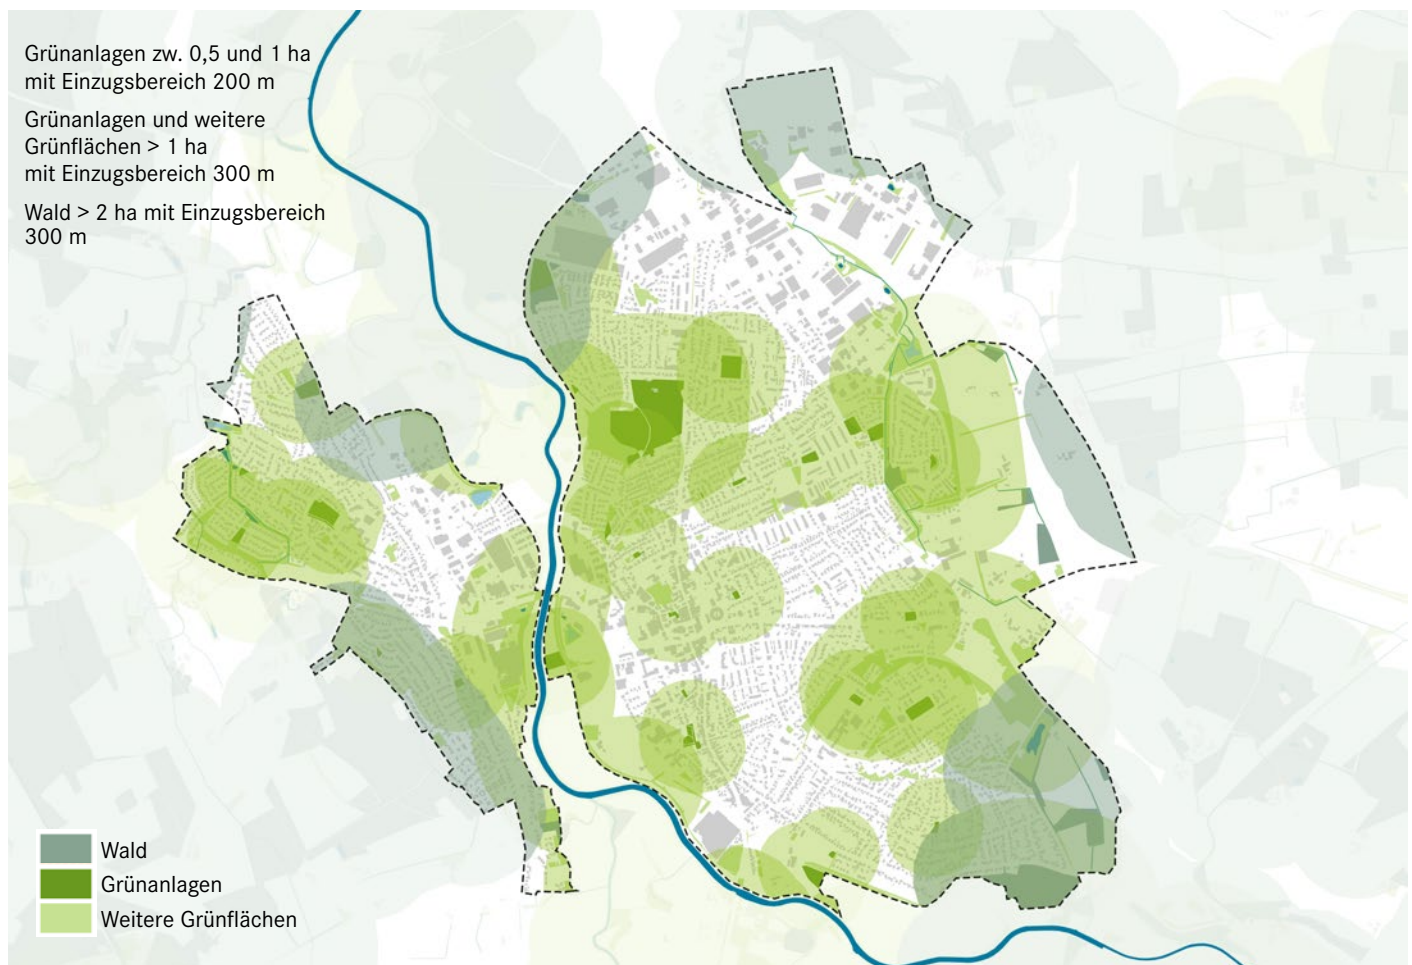 Grünanlagen zw. 0,5 und 1 ha
mit Einzugsbereich 200 m
Grünanlagen und weitere
Grünflächen > 1 ha
mit Einzugsbereich 300 m
Wald > 2 ha mit Einzugsbereich
300 m
Wald
Grünanlagen
Weitere Grünflächen